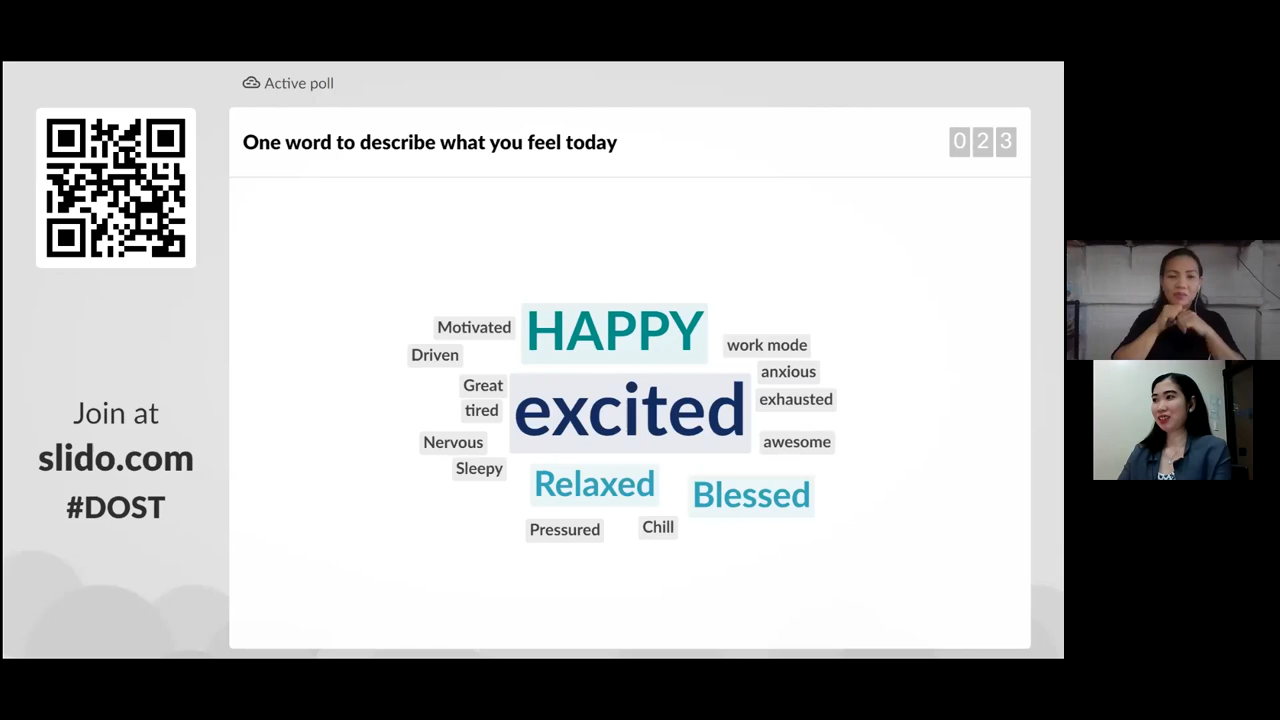 Active poll
One word to describe what you feel today
023
Join at
slido.com
#DOST
Motivated
HAPPY
work mode
Driven
anxious
Great
exhausted
tired
excited
Nervous
awesome
Sleepy
Relaxed
Blessed
Pressured
Chill